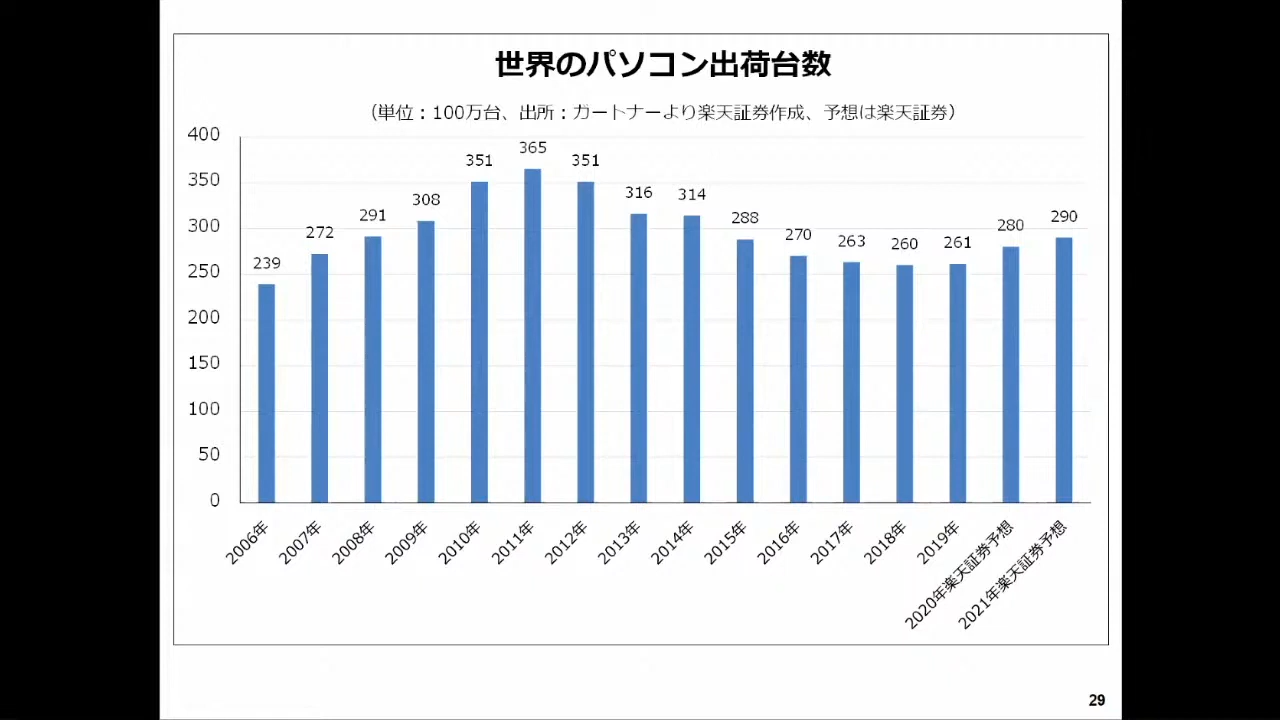 世界のパソコン出荷台数
（単位：100万台、出所：ガートナーより楽天証券作成、予想は楽天証券）
400
350
300
250
200
150
100
50
0
239
272
291
308
351
365
351
316
314
288
270
263
260
261
280
290
2006年
2007年
2008年
2009年
2010年
2011年
2012年
2013年
2014年
2015年
2016年
2017年
2018年
2019年
2020年楽天証券予想
2021年楽天証券予想
29